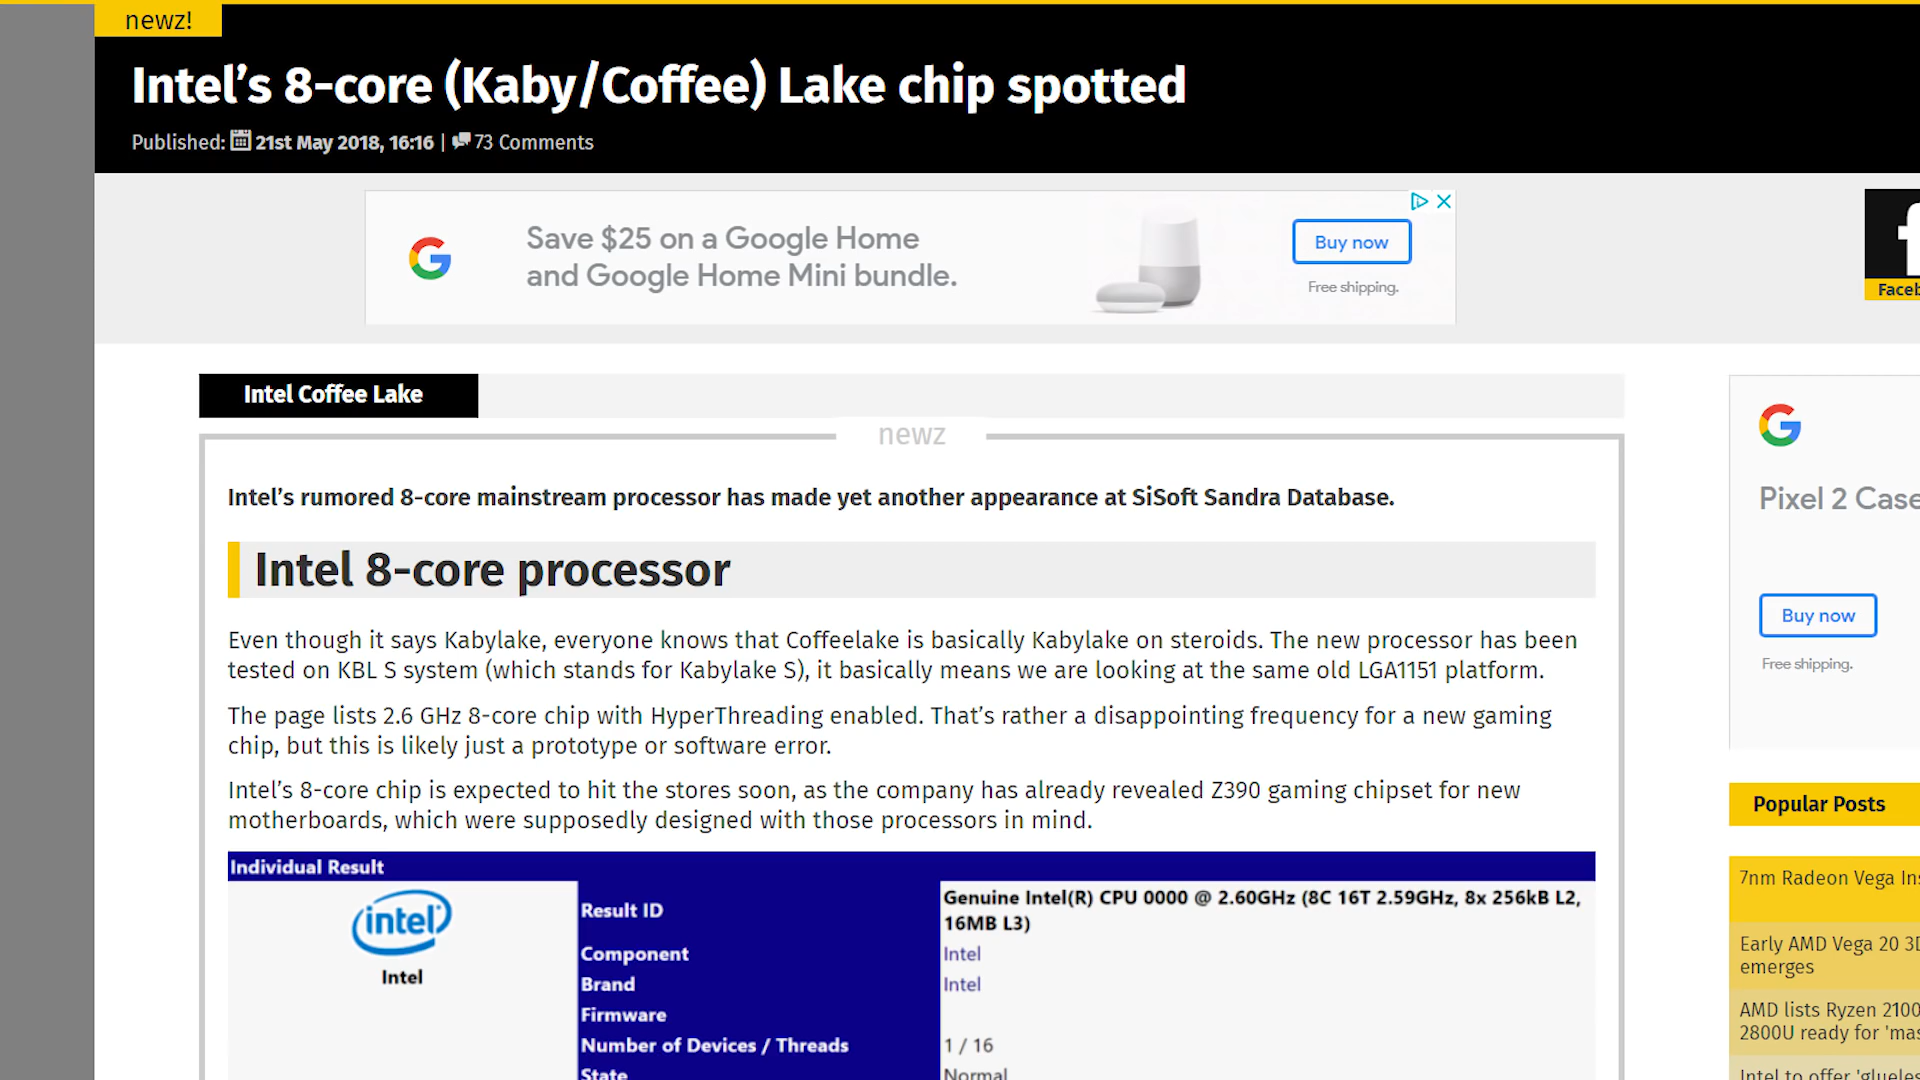 newz!
Intel’s 8-core (Kaby/Coffee) Lake chip spotted
Published: 21st May 2018, 16:16 | 73 Comments
Save $25 on a Google Home
and Google Home Mini bundle.
Buy now
Free shipping.
Intel Coffee Lake
newz
Intel’s rumored 8-core mainstream processor has made yet another appearance at SiSoft Sandra Database.
Intel 8-core processor
Even though it says Kabylake, everyone knows that Coffeelake is basically Kabylake on steroids. The new processor has been
tested on KBL S system (which stands for Kabylake S), it basically means we are looking at the same old LGA1151 platform.
The page lists 2.6 GHz 8-core chip with HyperThreading enabled. That’s rather a disappointing frequency for a new gaming
chip, but this is likely just a prototype or software error.
Intel’s 8-core chip is expected to hit the stores soon, as the company has already revealed Z390 gaming chipset for new
motherboards, which were supposedly designed with those processors in mind.
Individual Result
intel
Intel
Result ID
Genuine Intel(R) CPU 0000 @ 2.60GHz (8C 16T 2.59GHz, 8x 256kB L2,
16MB L3)
Component
Intel
Brand
Intel
Firmware
Number of Devices / Threads
1 / 16
State
Normal
Faceb
Pixel 2 Case
Buy now
Free shipping.
Popular Posts
7nm Radeon Vega Ins
Early AMD Vega 20 3D
emerges
AMD lists Ryzen 2100
2800U ready for 'mas
Intel to offer 'glueles